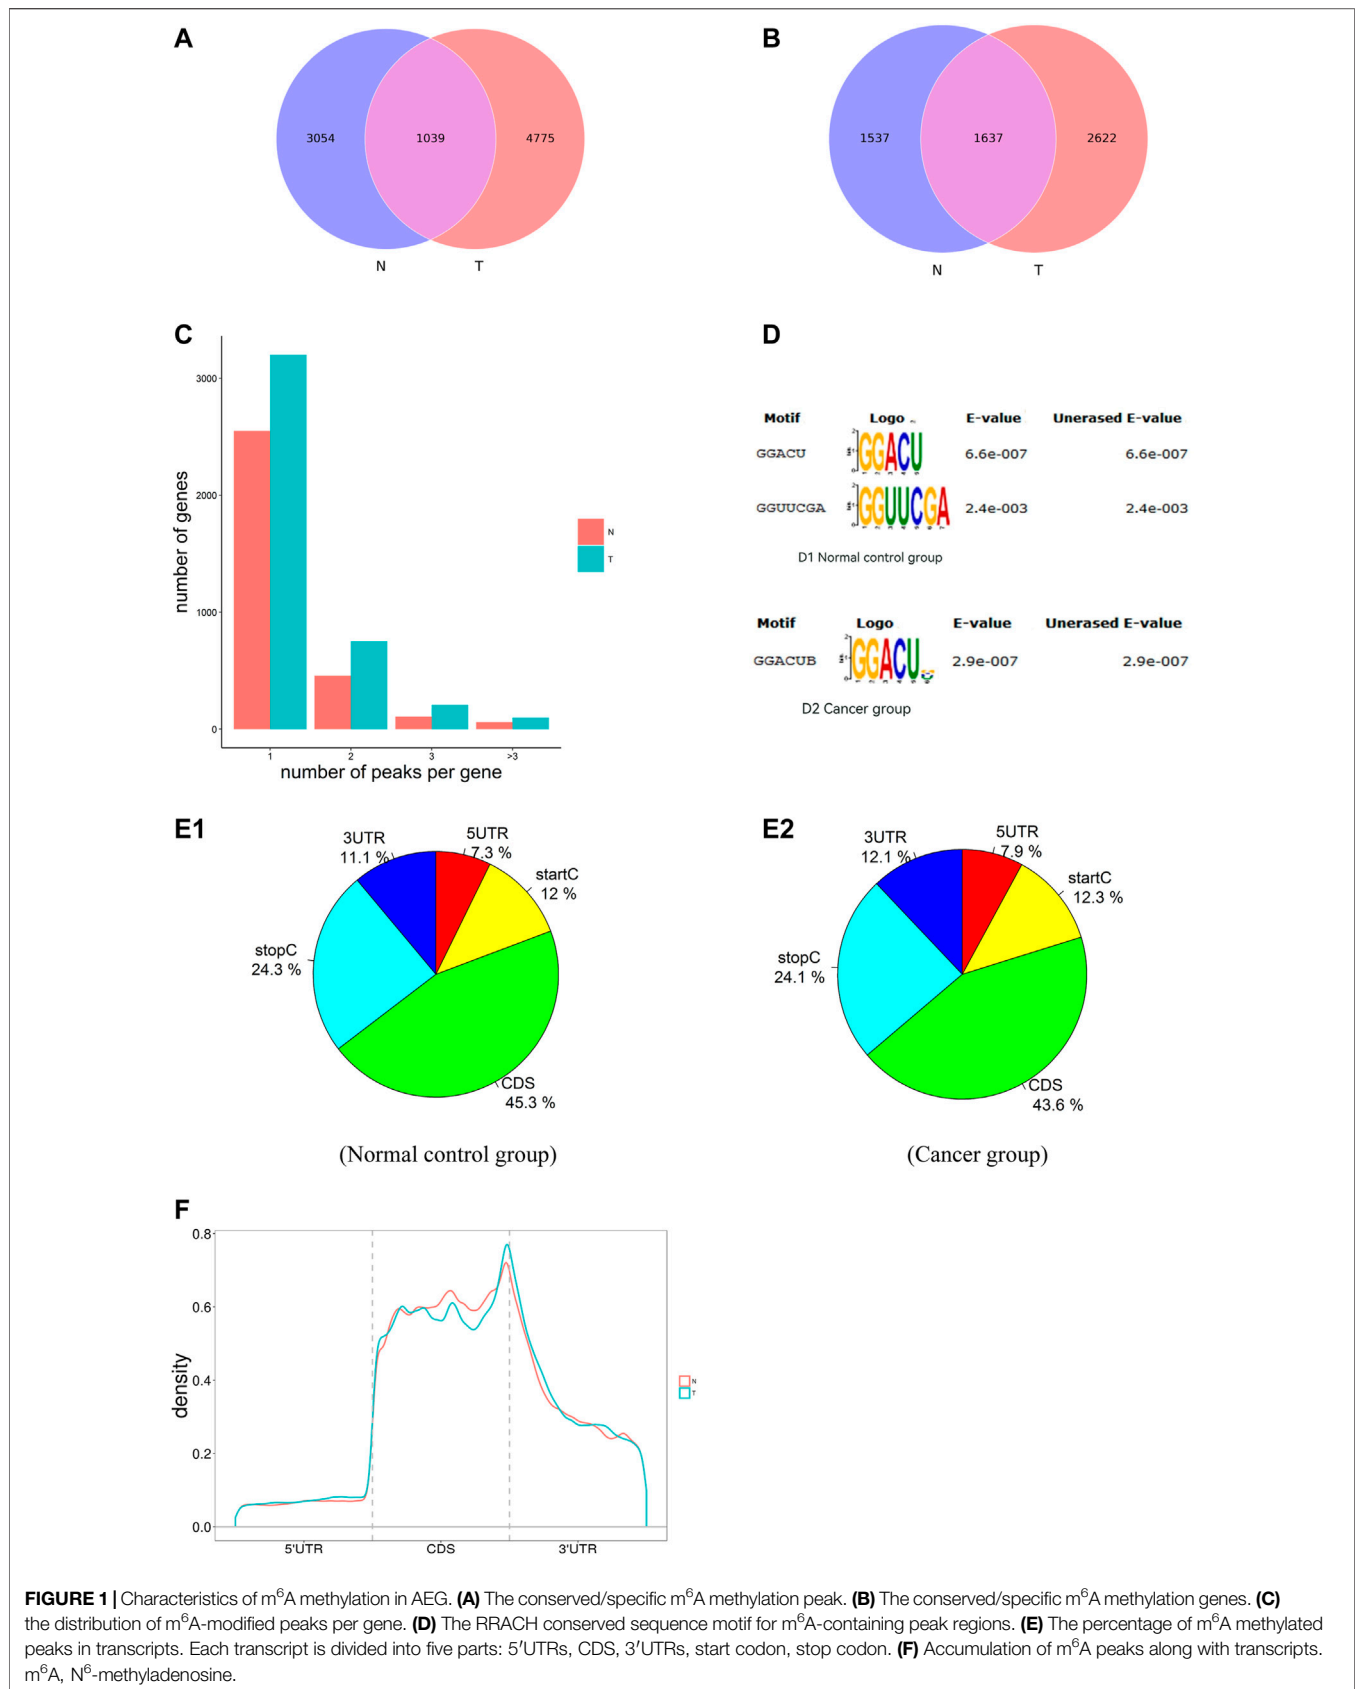 A
3054
1039
4775
N
T
B
1537
1637
2622
N
T
C
number of genes
3000
2000
1000
0
1
2
3
>3
number of peaks per gene
N
T
D
Motif Logo E-value Unerased E-value
GGACU GGACU 6.6e-007 6.6e-007
GGUUCGA GGUUCGA 2.4e-003 2.4e-003
D1 Normal control group
Motif Logo E-value Unerased E-value
GGACUB GGACU 2.9e-007 2.9e-007
D2 Cancer group
E1
3UTR
11.1 %
5UTR
7.3 %
startC
12 %
stopC
24.3 %
CDS
45.3 %
(Normal control group)
E2
3UTR
12.1 %
5UTR
7.9 %
startC
12.3 %
stopC
24.1 %
CDS
43.6 %
(Cancer group)
F
density
0.8
0.6
0.4
0.2
0.0
5'UTR
CDS
3'UTR
N
T
FIGURE 1 | Characteristics of m⁶A methylation in AEG. (A) The conserved/specific m⁶A methylation peak. (B) The conserved/specific m⁶A methylation genes. (C)
the distribution of m⁶A-modified peaks per gene. (D) The RRACH conserved sequence motif for m⁶A-containing peak regions. (E) The percentage of m⁶A methylated
peaks in transcripts. Each transcript is divided into five parts: 5′UTRs, CDS, 3′UTRs, start codon, stop codon. (F) Accumulation of m⁶A peaks along with transcripts.
m⁶A, N⁶-methyladenosine.